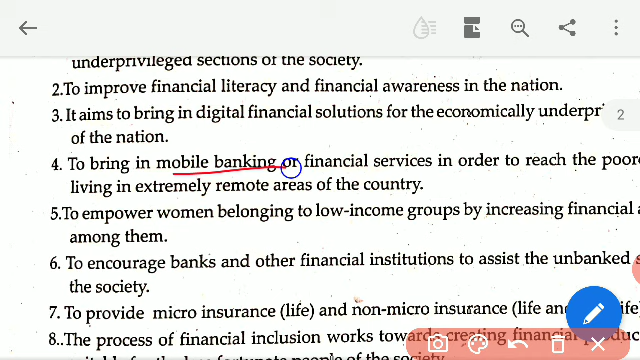 underprivileged sections of the society.
2.To improve financial literacy and financial awareness in the nation.
3. It aims to bring in digital financial solutions for the economically
2
of the nation.
4. To bring in mobile banking or financial services in order to reach the
living in extremely remote areas of the country.
5.To empower women belonging to low-income groups by increasing financial
among them.
6. To encourage banks and other financial institutions to assist the unbanked
the society.
7. To provide micro insurance (life) and non-micro insurance (life
8..The process of financial inclusion works towards creating financial
people of the society.